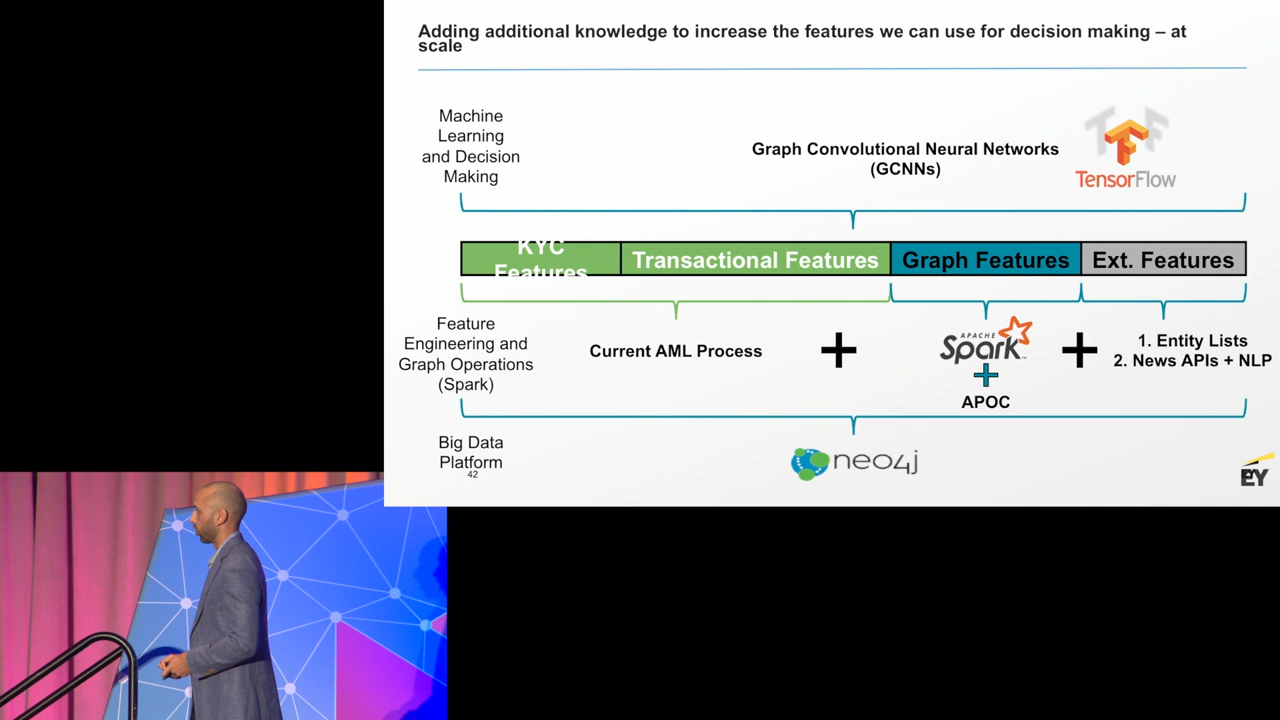 Adding additional knowledge to increase the features we can use for decision making – at
scale
Machine
Learning
and Decision
Making
Graph Convolutional Neural Networks
(GCNNs)
TensorFlow
KYC
Features
Transactional Features
Graph Features
Ext. Features
Feature
Engineering and
Graph Operations
(Spark)
Current AML Process
+
APACHE
Spark™
+
APOC
+
1. Entity Lists
2. News APIs + NLP
Big Data
Platform
42
neo4j
EY